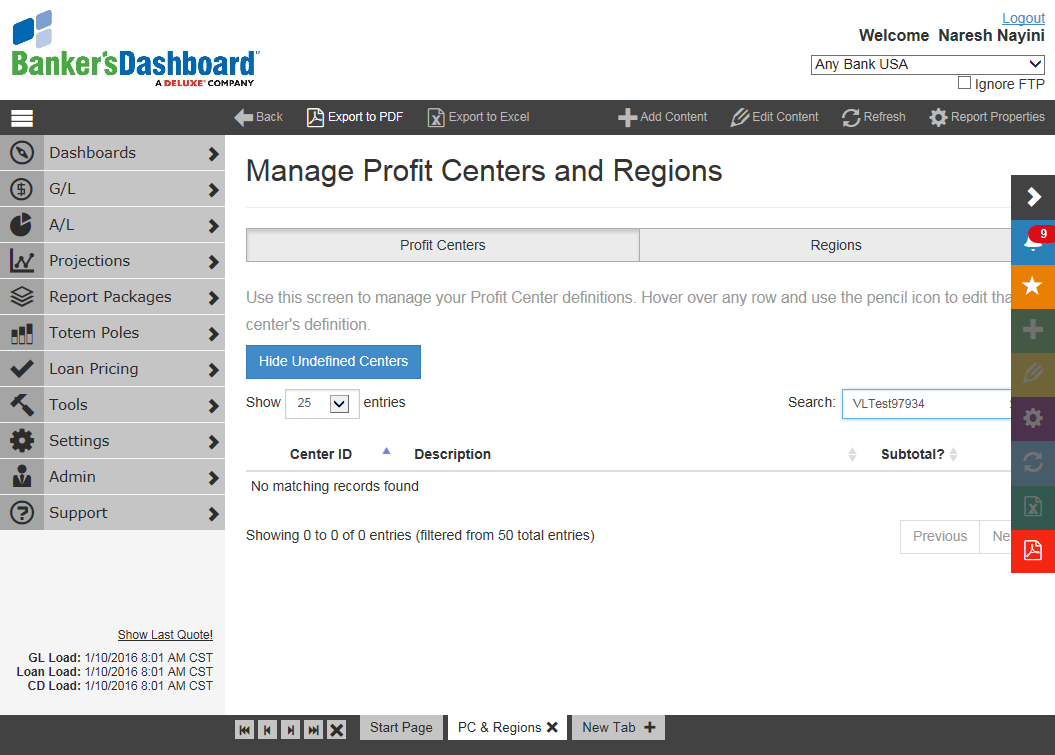 Logout
Welcome Naresh Nayini
Banker'sDashboard
A DELUXE COMPANY
Any Bank USA
Ignore FTP
Back Export to PDF Export to Excel Add Content Edit Content Refresh Report Properties
Dashboards
G/L
A/L
Projections
Report Packages
Totem Poles
Loan Pricing
Tools
Settings
Admin
Support
Manage Profit Centers and Regions
9
Profit Centers Regions
Use this screen to manage your Profit Center definitions. Hover over any row and use the pencil icon to edit tha
center's definition.
Hide Undefined Centers
Show 25 entries Search: VLTest97934
Center ID Description Subtotal?
No matching records found
Showing 0 to 0 of 0 entries (filtered from 50 total entries) Previous Ne
Show Last Quote!
GL Load: 1/10/2016 8:01 AM CST
Loan Load: 1/10/2016 8:01 AM CST
CD Load: 1/10/2016 8:01 AM CST
Start Page PC & Regions New Tab